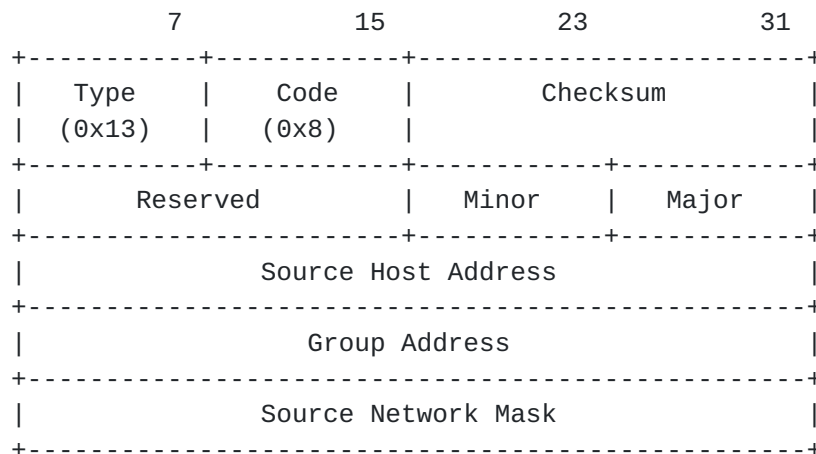 7 15 23 31
Type Code Checksum
(0x13) (0x8)
Reserved Minor Major
Source Host Address
Group Address
Source Network Mask